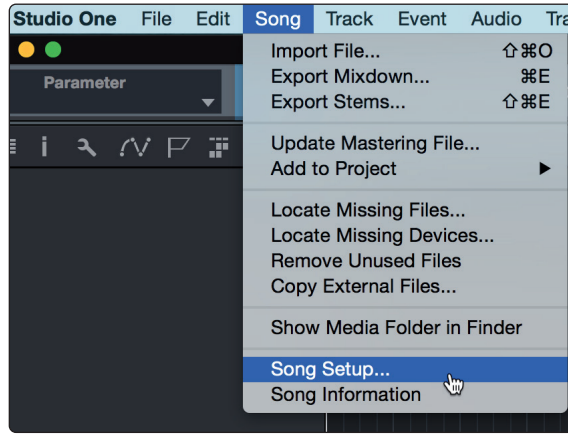 Studio One File Edit Song Track Event Audio Tra
Parameter
Import File... ⇧⌘O
Export Mixdown... ⌘E
Export Stems... ⇧⌘E
Update Mastering File...
Add to Project
Locate Missing Files...
Locate Missing Devices...
Remove Unused Files
Copy External Files...
Show Media Folder in Finder
Song Setup...
Song Information